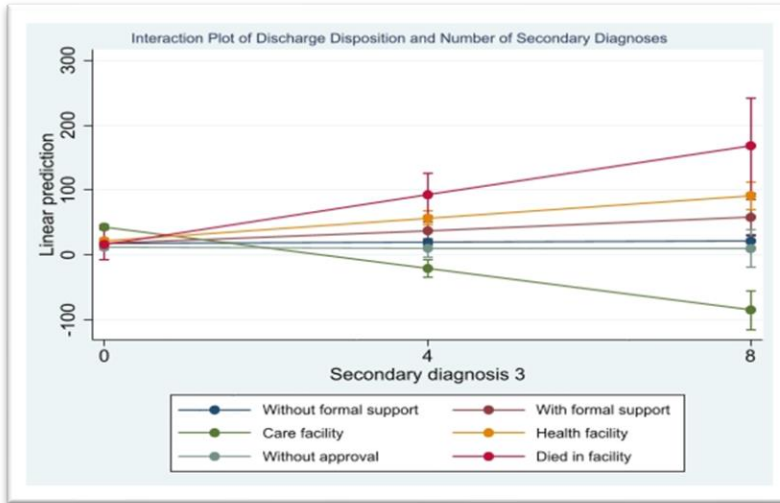 Interaction Plot of Discharge Disposition and Number of Secondary Diagnoses
300
200
100
0
-100
Linear prediction
0 4 8
Secondary diagnosis 3
Without formal support With formal support
Care facility Health facility
Without approval Died in facility